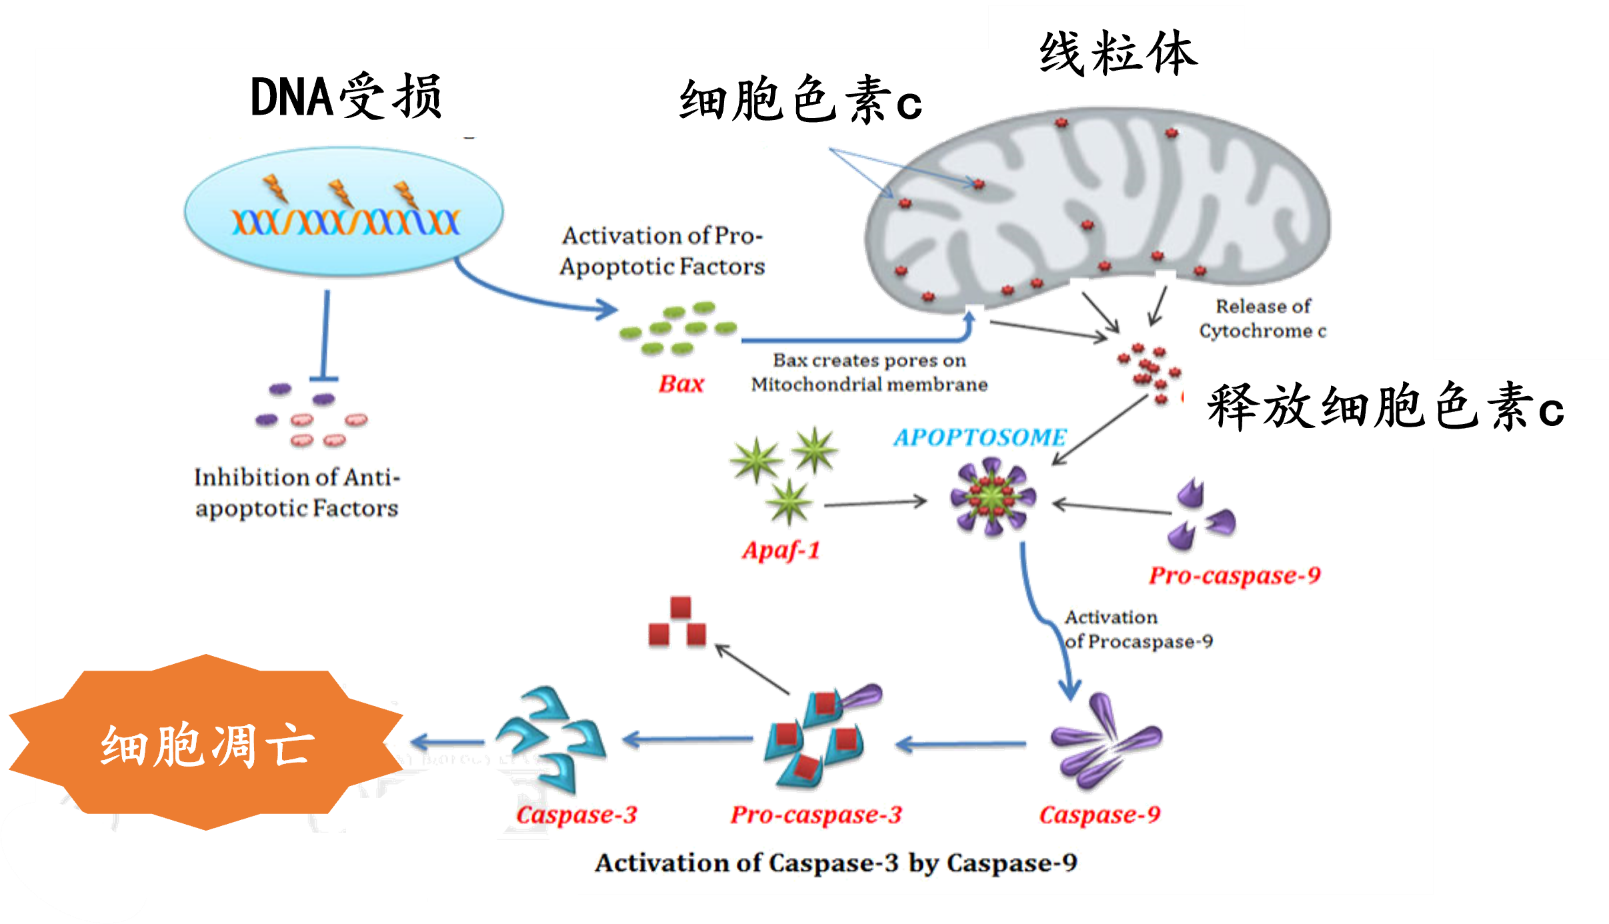 线粒体
DNA受损
细胞色素c
Activation of Pro-
Apoptotic Factors
Release of
Cytochrome c
Bax creates pores on
Mitochondrial membrane
Bax
释放细胞色素c
APOPTOSOME
Inhibition of Anti-
apoptotic Factors
Apaf-1
Pro-caspase-9
Activation
of Procaspase-9
细胞凋亡
Caspase-3
Pro-caspase-3
Caspase-9
Activation of Caspase-3 by Caspase-9